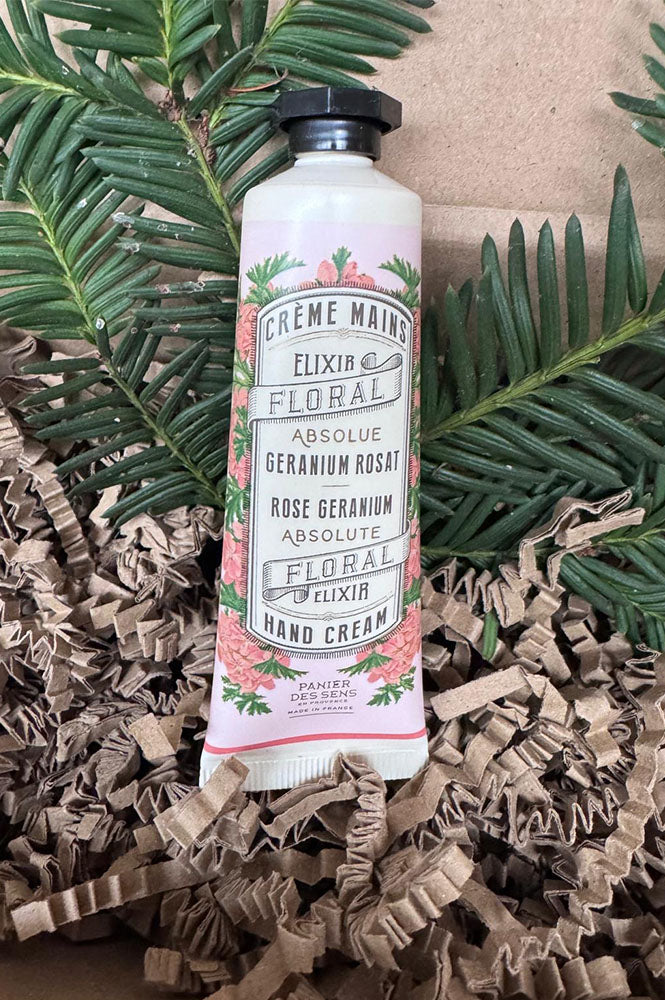 CRÈME MAINS
ELIXIR
FLORAL
ABSOLUE
GERANIUM ROSAT
ROSE GERANIUM
ABSOLUTE
FLORAL
ELIXIR
HAND CREAM
PANIER
DES SENS
EN PROVENCE
MADE IN FRANCE